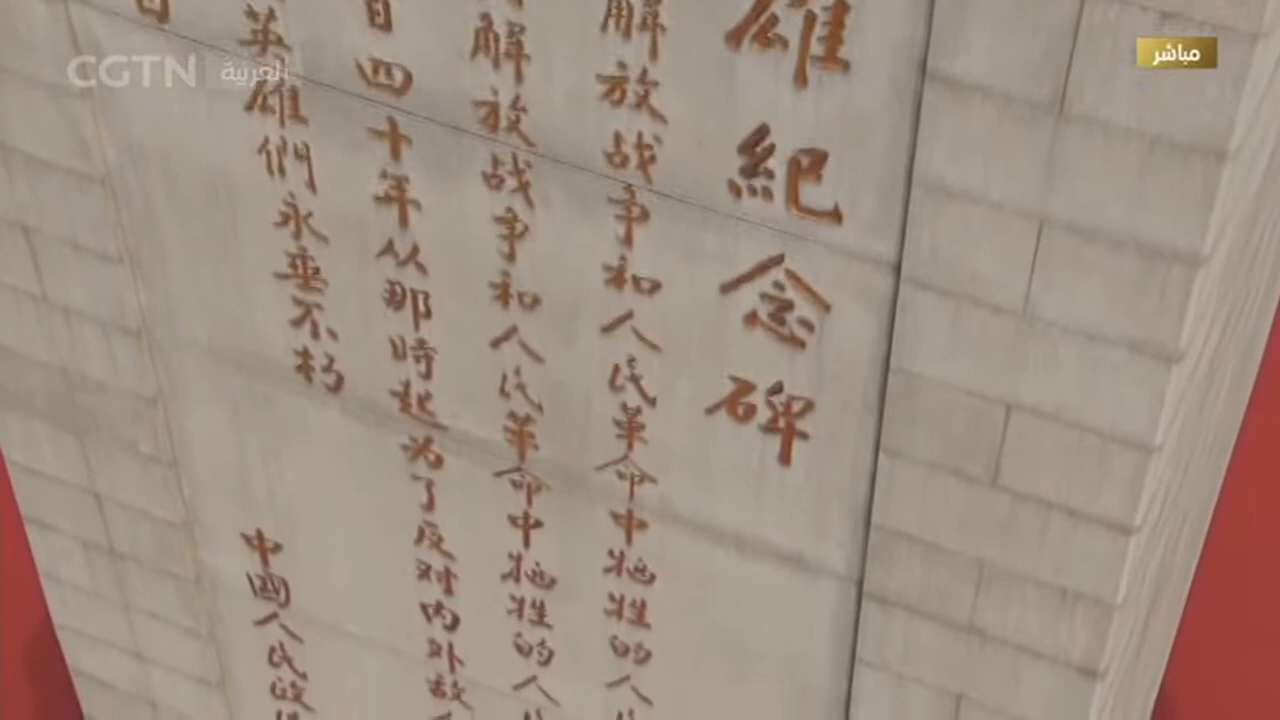 CGTN العربية
مباشر
雄紀念碑
解放战争和人民革命中牺牲的人
解放战争和人民革命中牺牲的人
四十年从那時起为了反对内外敌
英雄們永垂不朽
中國人民政